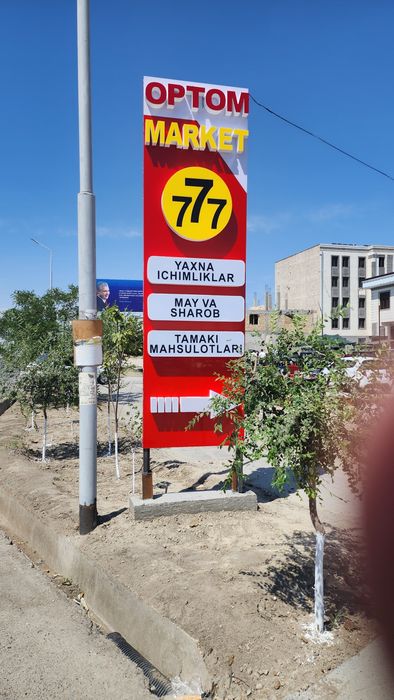 OPTOM
MARKET
777
YAXNA
ICHIMLIKLAR
MAY VA
SHAROB
TAMAKI
MAHSULOTLARi